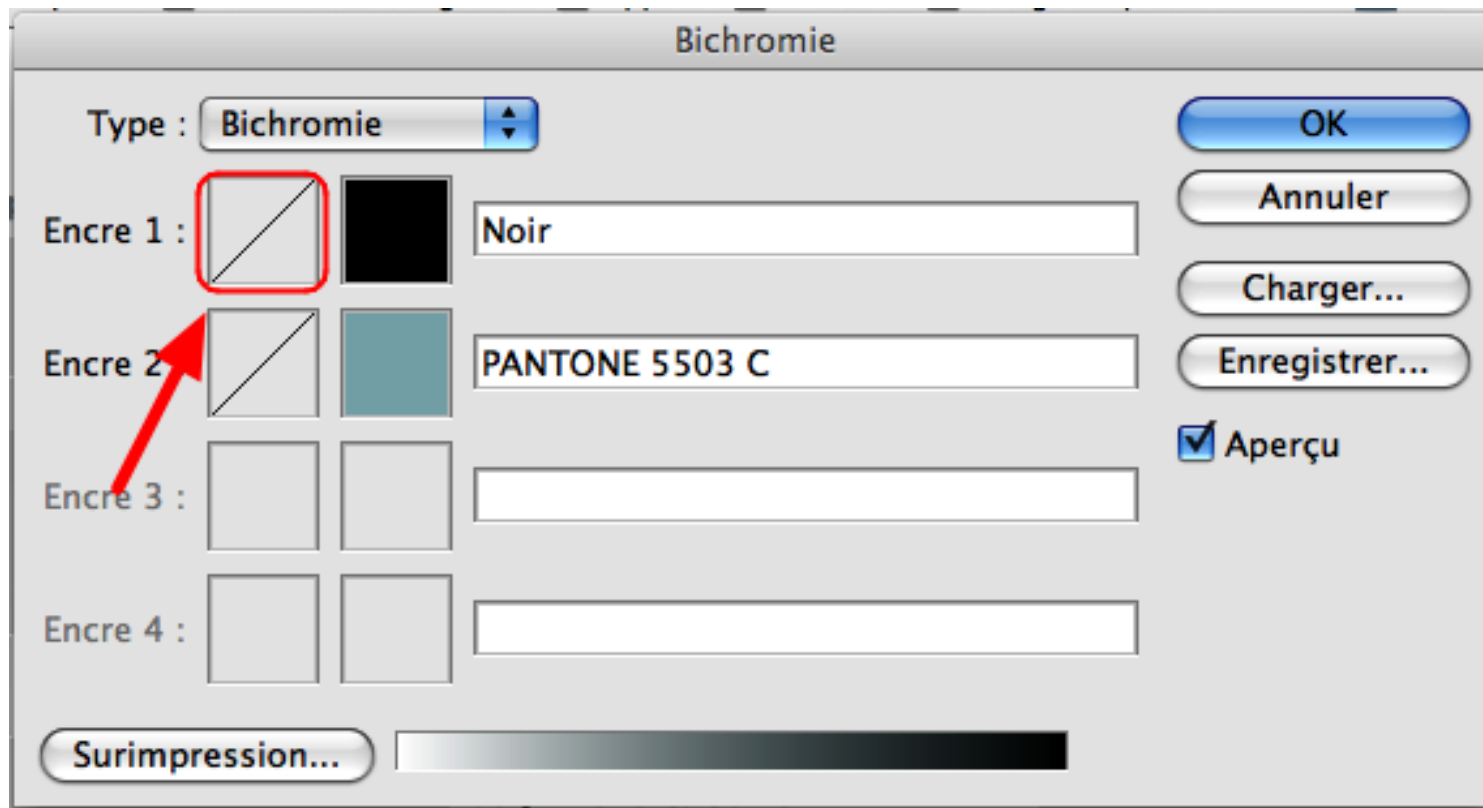 Bichromie
Type : Bichromie
OK
Annuler
Encre 1 :
Noir
Charger...
Encre 2
PANTONE 5503 C
Enregistrer...
Aperçu
Encre 3 :
Encre 4 :
Surimpression...